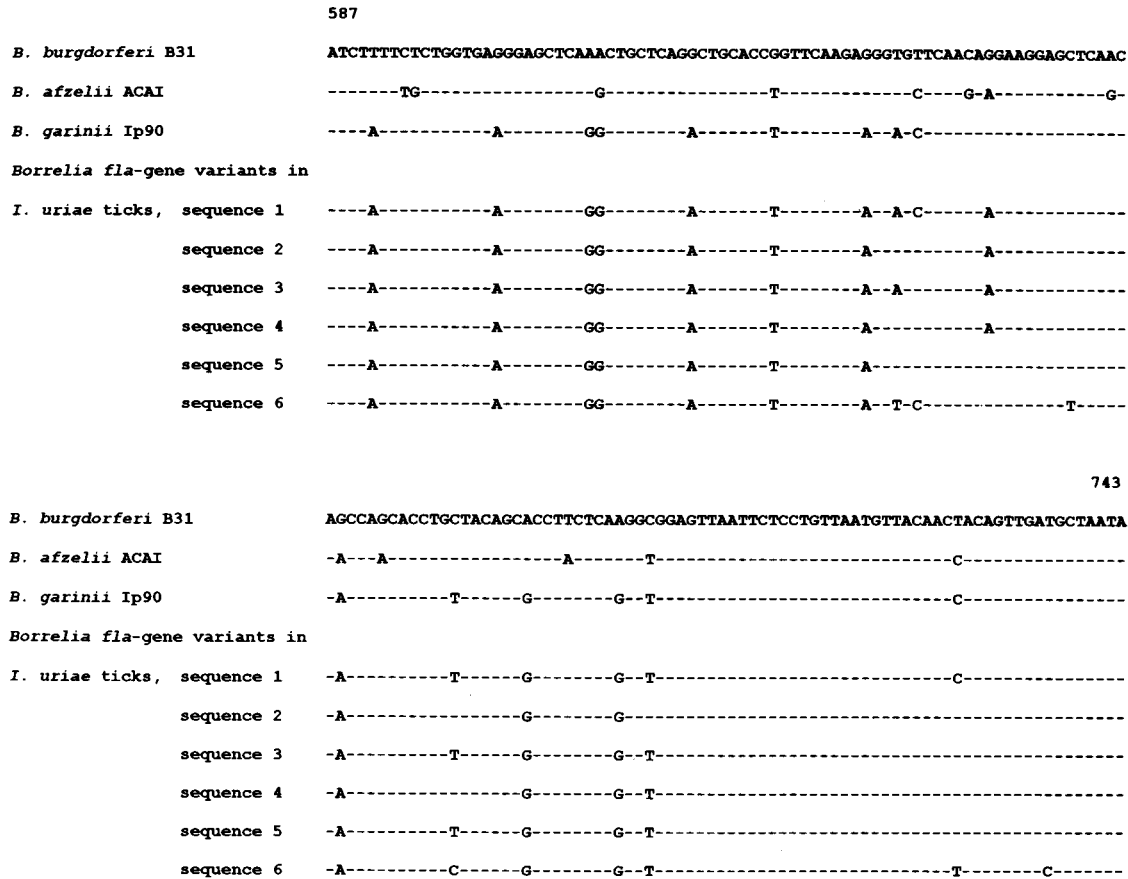 587
B. burgdorferi B31 ATCTTTTCTCTGGTGAGGGAGCTCAAACTGCTCAGGCTGCACCGGTTCAAGAGGGTGTTCAACAGGAAGGAGCTCAAC
B. afzelii ACAI -------TG-----------------G----------------T-------------C----G-A-----------G-
B. garinii Ip90 ----A-----------A--------GG--------A-------T--------A--A-C--------------------
Borrelia fla-gene variants in
I. uriae ticks, sequence 1 ----A-----------A--------GG--------A-------T--------A--A-C------A-------------
sequence 2 ----A-----------A--------GG--------A-------T--------A-----------A-------------
sequence 3 ----A-----------A--------GG--------A-------T--------A--A--------A-------------
sequence 4 ----A-----------A--------GG--------A-------T--------A-----------A-------------
sequence 5 ----A-----------A--------GG--------A-------T--------A-------------------------
sequence 6 ----A-----------A--------GG--------A-------T--------A--T-C--------------T-----
743
B. burgdorferi B31 AGCCAGCACCTGCTACAGCACCTTCTCAAGGCGGAGTTAATTCTCCTGTTAATGTTACAACTACAGTTGATGCTAATA
B. afzelii ACAI -A---A-----------------A-------T-----------------------------C----------------
B. garinii Ip90 -A----------T------G--------G--T-----------------------------C----------------
Borrelia fla-gene variants in
I. uriae ticks, sequence 1 -A----------T------G--------G--T-----------------------------C----------------
sequence 2 -A-----------------G--------G-------------------------------------------------
sequence 3 -A----------T------G--------G--T----------------------------------------------
sequence 4 -A-----------------G--------G--T----------------------------------------------
sequence 5 -A----------T------G--------G--T----------------------------------------------
sequence 6 -A----------C------G--------G--T-----------------------------T--------C-------